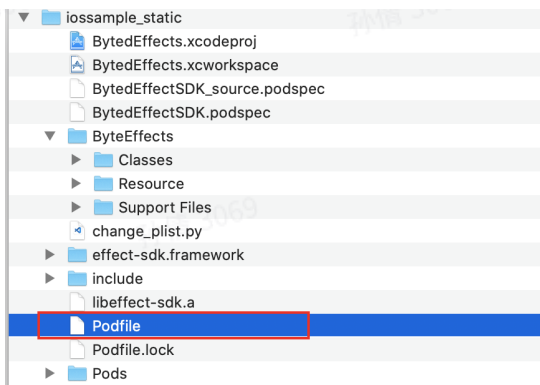 iossample_static
BytedEffects.xcodeproj
BytedEffects.xcworkspace
BytedEffectSDK_source.podspec
BytedEffectSDK.podspec
ByteEffects
Classes
Resource
Support Files
change_plist.py
effect-sdk.framework
include
libeffect-sdk.a
Podfile
Podfile.lock
Pods